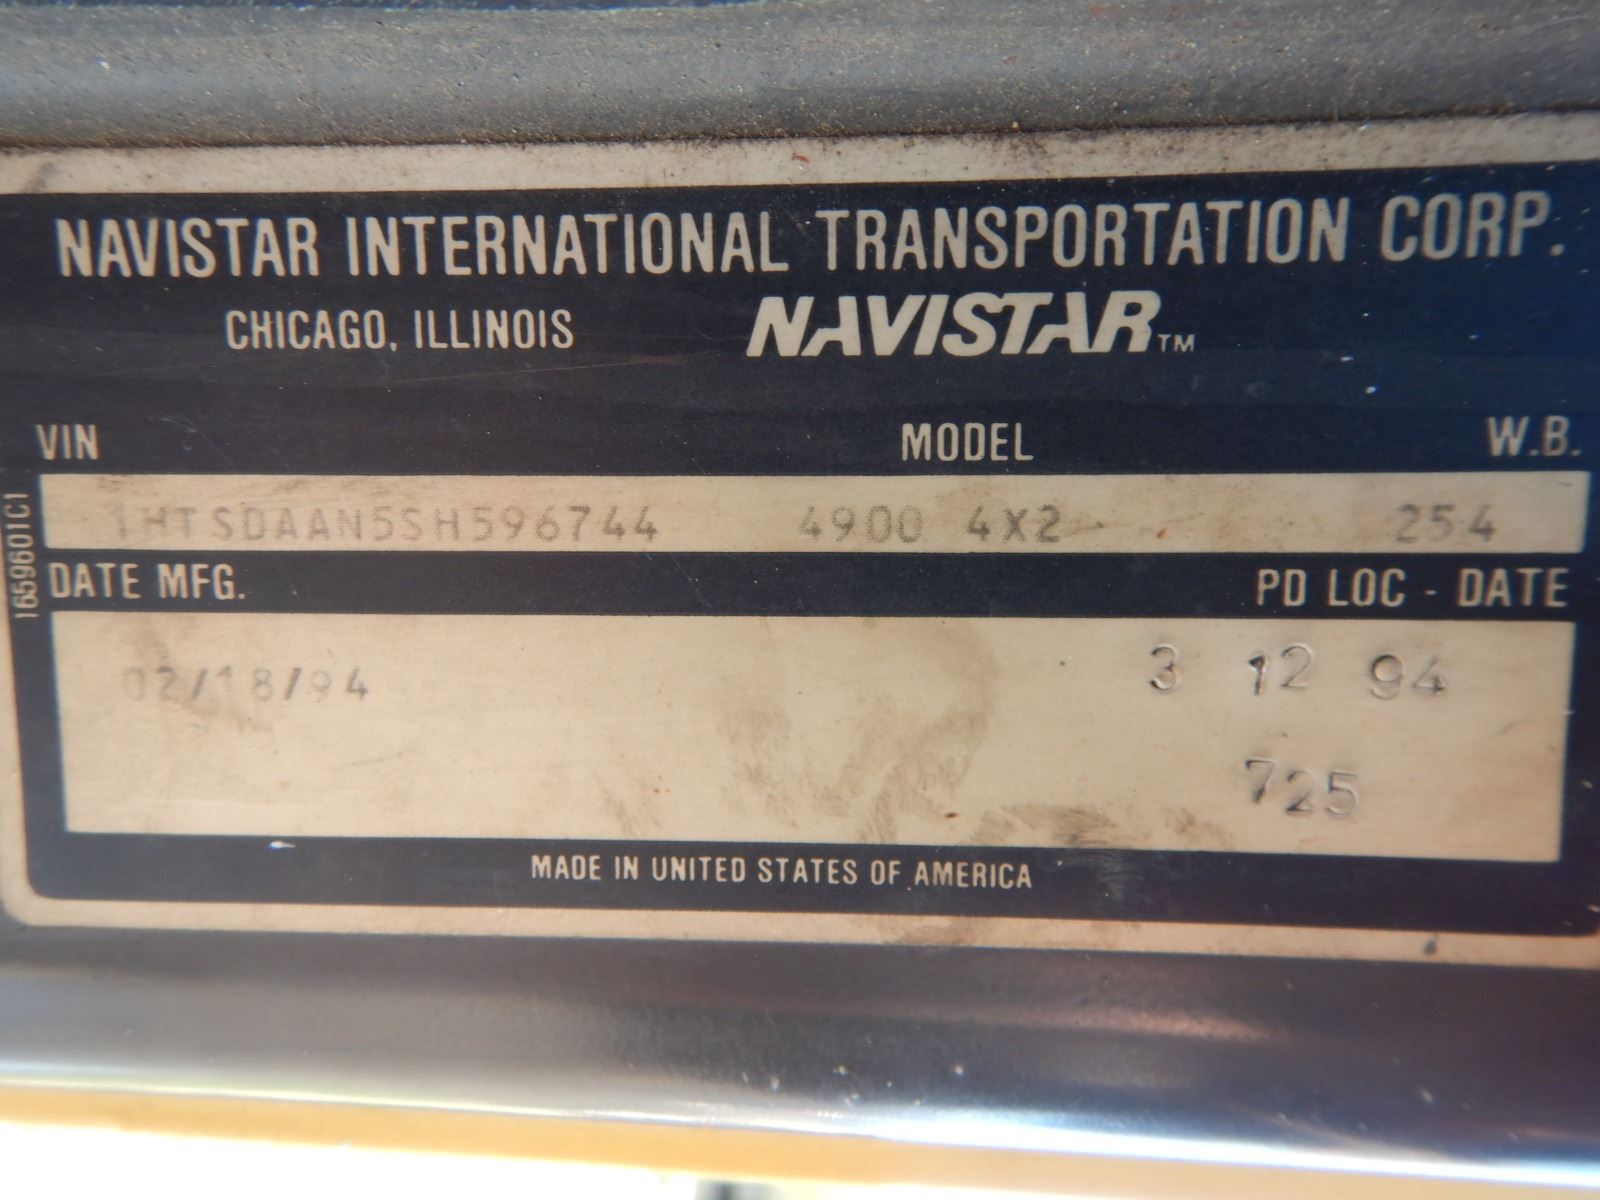 NAVISTAR INTERNATIONAL TRANSPORTATION CORP.
CHICAGO, ILLINOIS NAVISTAR™
VIN MODEL W.B.
1HTSDAAN5SH596744 4900 4X2 254
1659601C1
DATE MFG. PD LOC - DATE
02/18/94 3 12 94
725
MADE IN UNITED STATES OF AMERICA